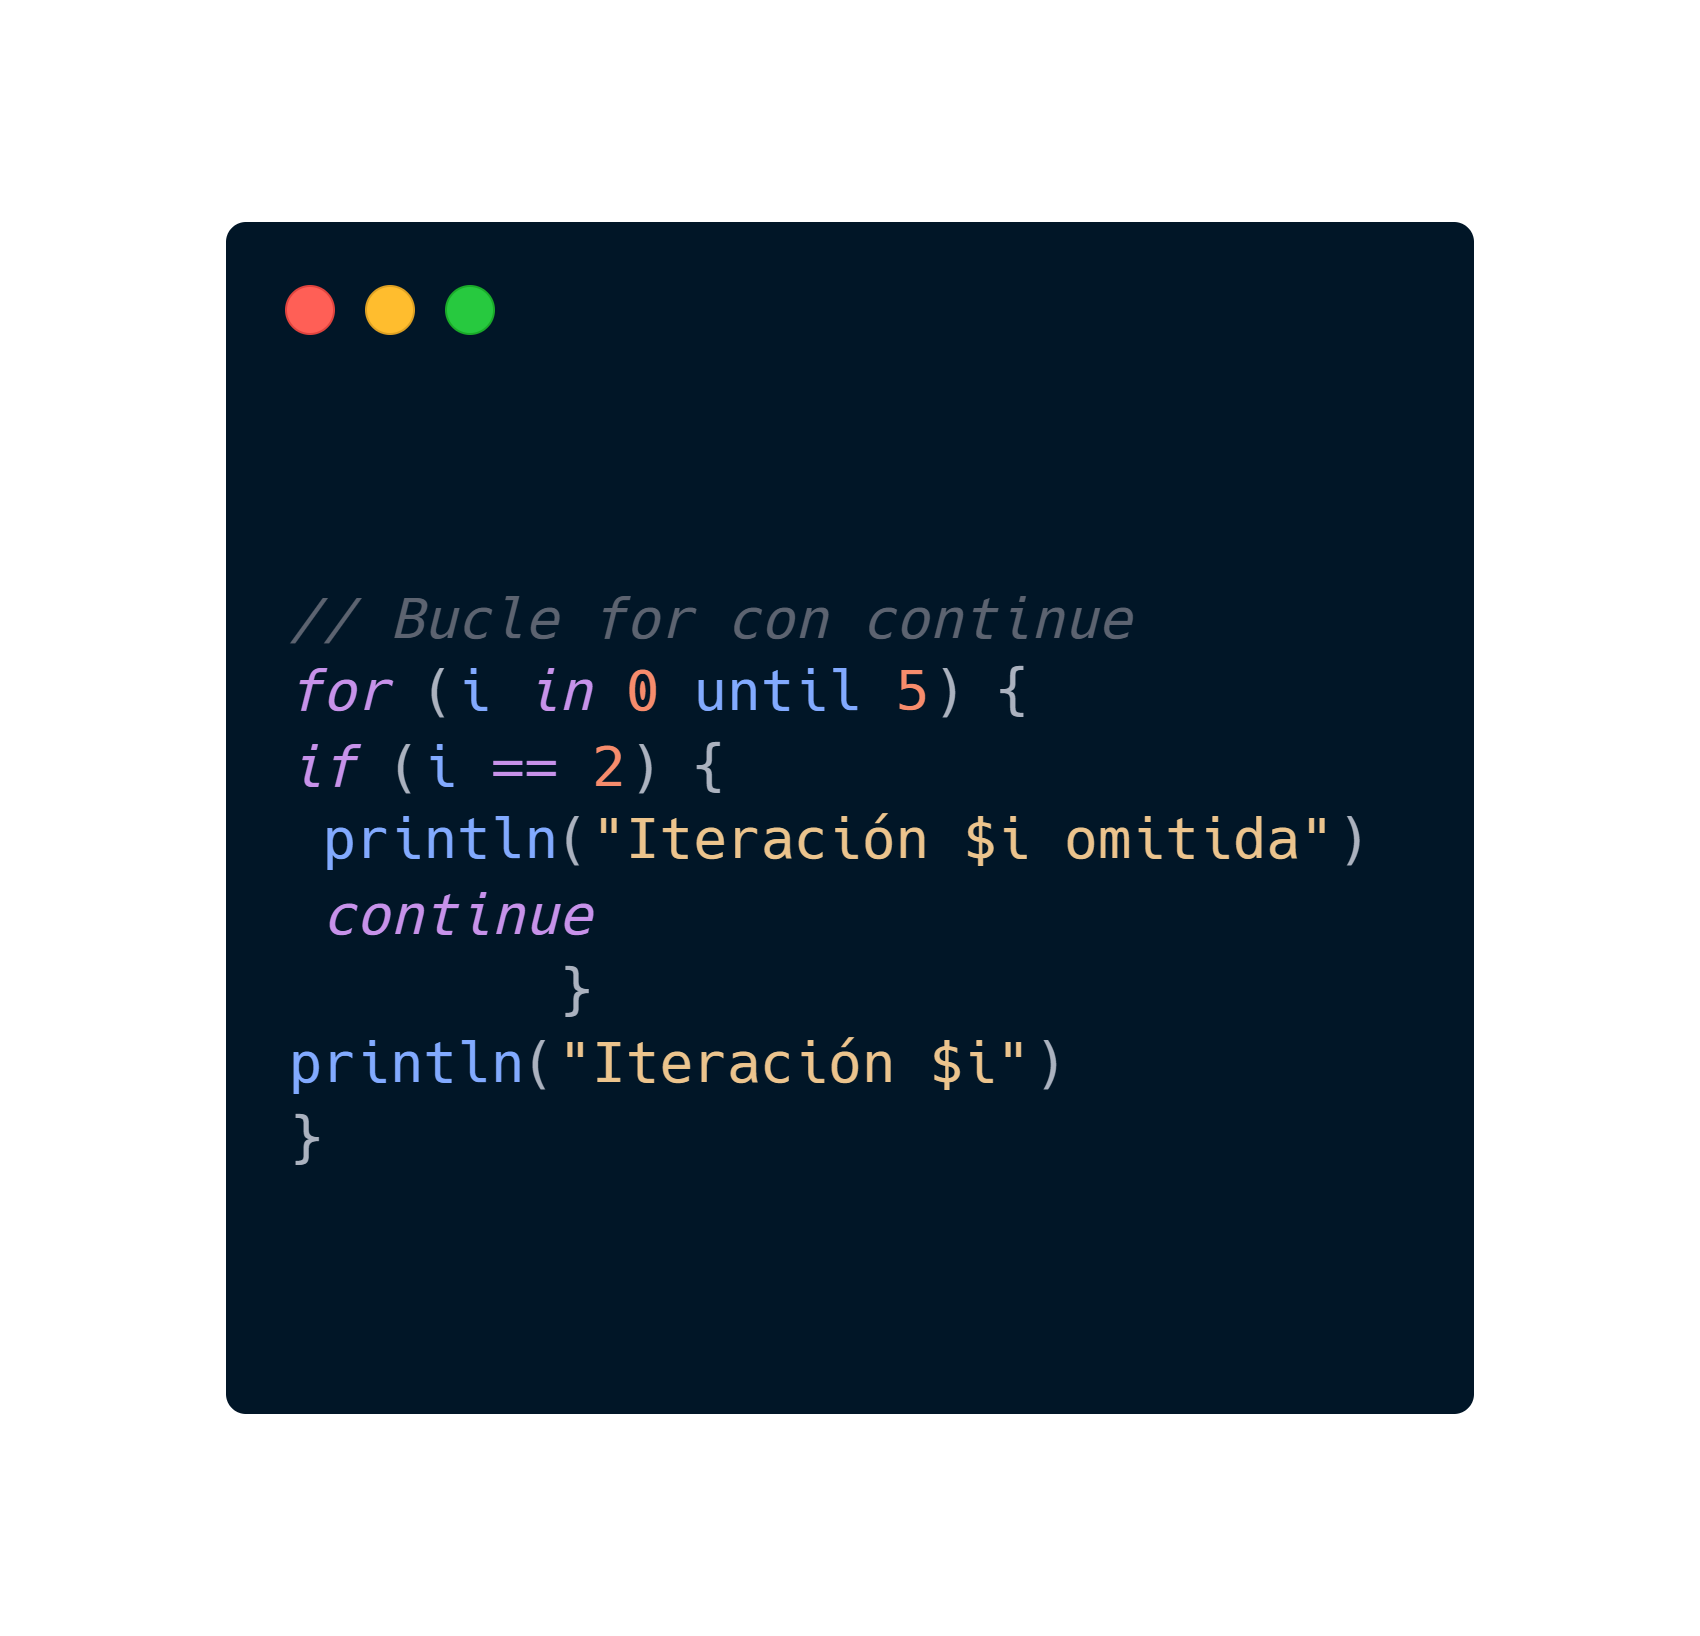 // Bucle for con continue
for (i in 0 until 5) {
if (i == 2) {
 println("Iteración $i omitida")
 continue
        }
println("Iteración $i")
}